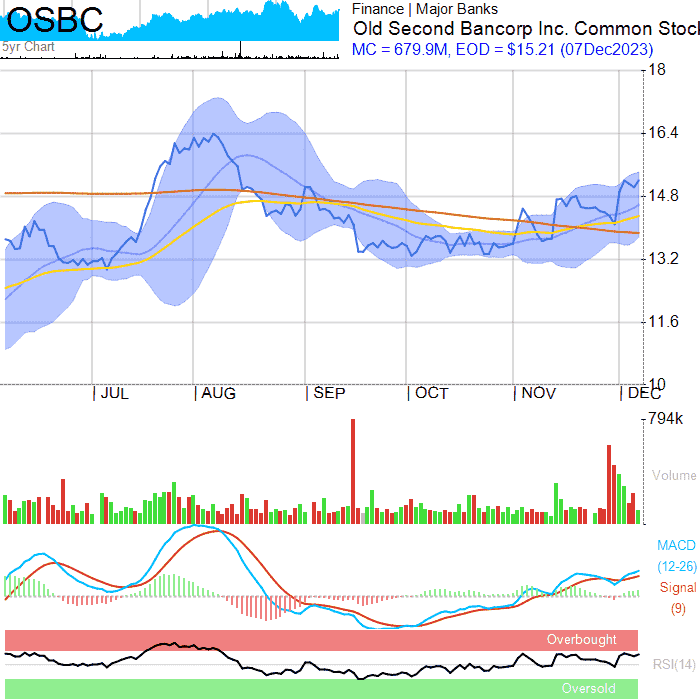 OSBC
5yr Chart
Finance | Major Banks
Old Second Bancorp Inc. Common Stoc
MC = 679.9M, EOD = $15.21 (07Dec2023)
18
16.4
14.8
13.2
11.6
10
JUL
AUG
SEP
OCT
NOV
DEC
794k
Volume
MACD
(12-26)
Signal
(9)
Overbought
RSI(14)
Oversold